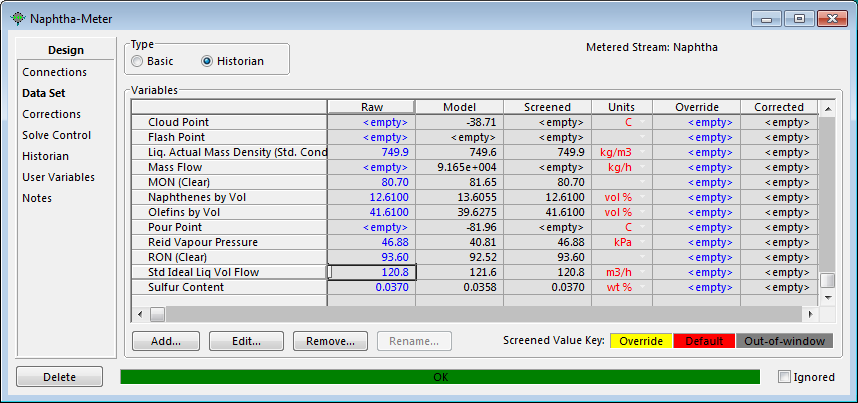 Naphtha-Meter
Design
Connections
Data Set
Corrections
Solve Control
Historian
User Variables
Notes
Type
Basic Historian
Metered Stream: Naphtha
Variables
Raw Model Screened Units Override Corrected
Cloud Point <empty> -38.71 <empty> C <empty> <empty>
Flash Point <empty> <empty> <empty> <empty> <empty>
Liq. Actual Mass Density (Std. Cond 749.9 749.6 749.9 kg/m3 <empty> <empty>
Mass Flow <empty> 9.165e+004 <empty> kg/h <empty> <empty>
MON (Clear) 80.70 81.65 80.70 <empty> <empty>
Naphthenes by Vol 12.6100 13.6055 12.6100 vol % <empty> <empty>
Olefins by Vol 41.6100 39.6275 41.6100 vol % <empty> <empty>
Pour Point <empty> -81.96 <empty> C <empty> <empty>
Reid Vapour Pressure 46.88 40.81 46.88 kPa <empty> <empty>
RON (Clear) 93.60 92.52 93.60 <empty> <empty>
Std Ideal Liq Vol Flow 120.8 121.6 120.8 m3/h <empty> <empty>
Sulfur Content 0.0370 0.0358 0.0370 wt % <empty> <empty>
Add... Edit... Remove... Rename... Screened Value Key: Override Default Out-of-window
Delete OK Ignored